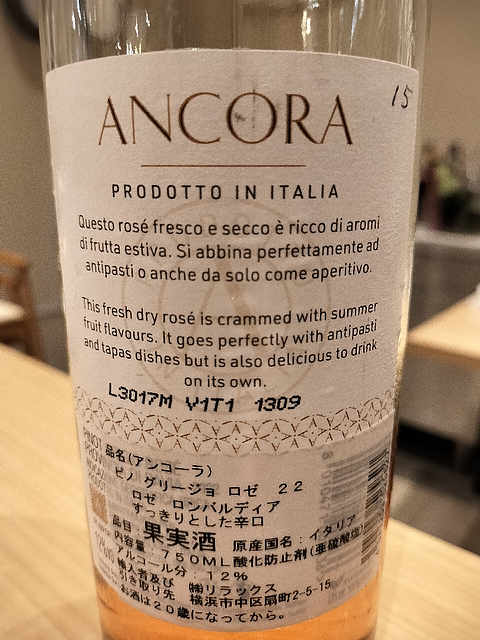 ANCORA
15
PRODOTTO IN ITALIA
Questo rosé fresco e secco è ricco di aromi
di frutta estiva. Si abbina perfettamente ad
antipasti o anche da solo come aperitivo.
This fresh dry rosé is crammed with summer
fruit flavours. It goes perfectly with antipasti
and tapas dishes but is also delicious to drink
on its own.
L3017M V1T1 1309
品名(アンコーラ)
ピノ グリージョ ロゼ 22
ロゼ ロンバルディア
すっきりとした辛口
品目: 果実酒 原産国名: イタリア
内容量: 750ML 酸化防止剤(亜硫酸塩)
アルコール分: 12%
輸入者及び ㈱リラックス
引き取り先 横浜市中区扇町2-5-15
お酒は20歳になってから。